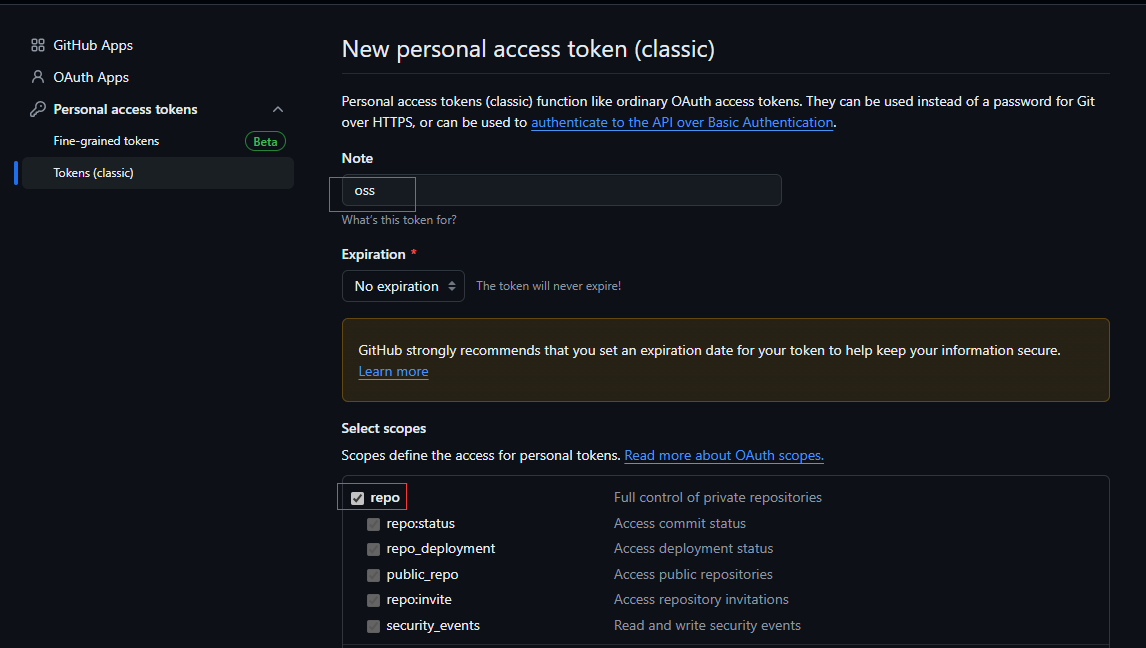 GitHub Apps
OAuth Apps
Personal access tokens
Fine-grained tokens
Beta
Tokens (classic)
New personal access token (classic)
Personal access tokens (classic) function like ordinary OAuth access tokens. They can be used instead of a password for Git
over HTTPS, or can be used to authenticate to the API over Basic Authentication.
Note
oss
What's this token for?
Expiration *
No expiration
The token will never expire!
GitHub strongly recommends that you set an expiration date for your token to help keep your information secure.
Learn more
Select scopes
Scopes define the access for personal tokens. Read more about OAuth scopes.
repo Full control of private repositories
repo:status Access commit status
repo_deployment Access deployment status
public_repo Access public repositories
repo:invite Access repository invitations
security_events Read and write security events